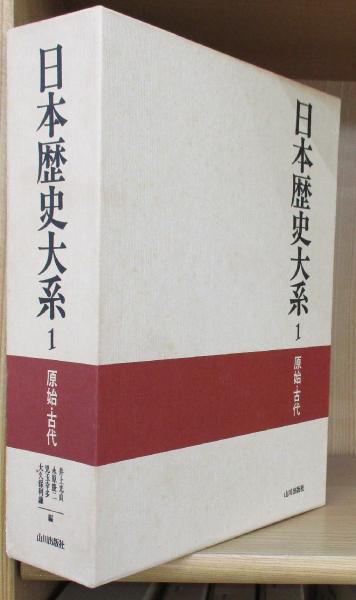 日本歴史大系
1
原始・古代
井上光貞
永原慶二
児玉幸多
大久保利謙
編
山川出版社
日本歴史大系
1
原始・古代
山川出版社